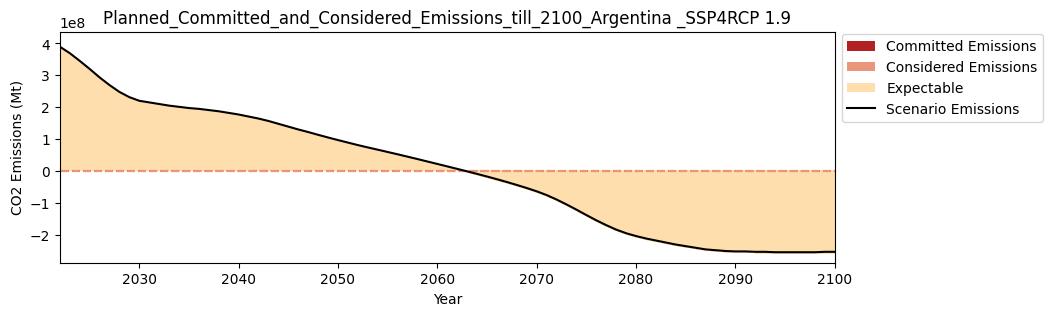 Planned_Committed_and_Considered_Emissions_till_2100_Argentina _SSP4RCP 1.9
1e8
4
3
2
1
0
−1
−2
CO2 Emissions (Mt)
2030
2040
2050
2060
2070
2080
2090
2100
Year
Committed Emissions
Considered Emissions
Expectable
Scenario Emissions